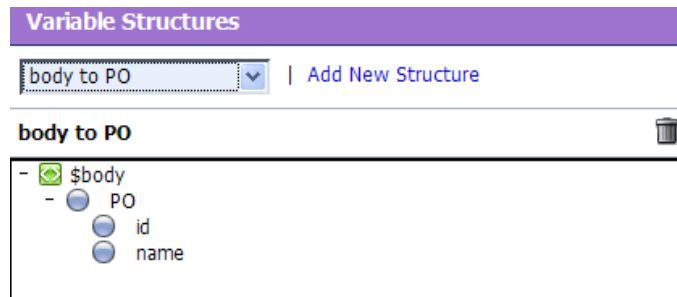 Variable Structures
body to PO | Add New Structure
body to PO
- $body
- PO
id
name